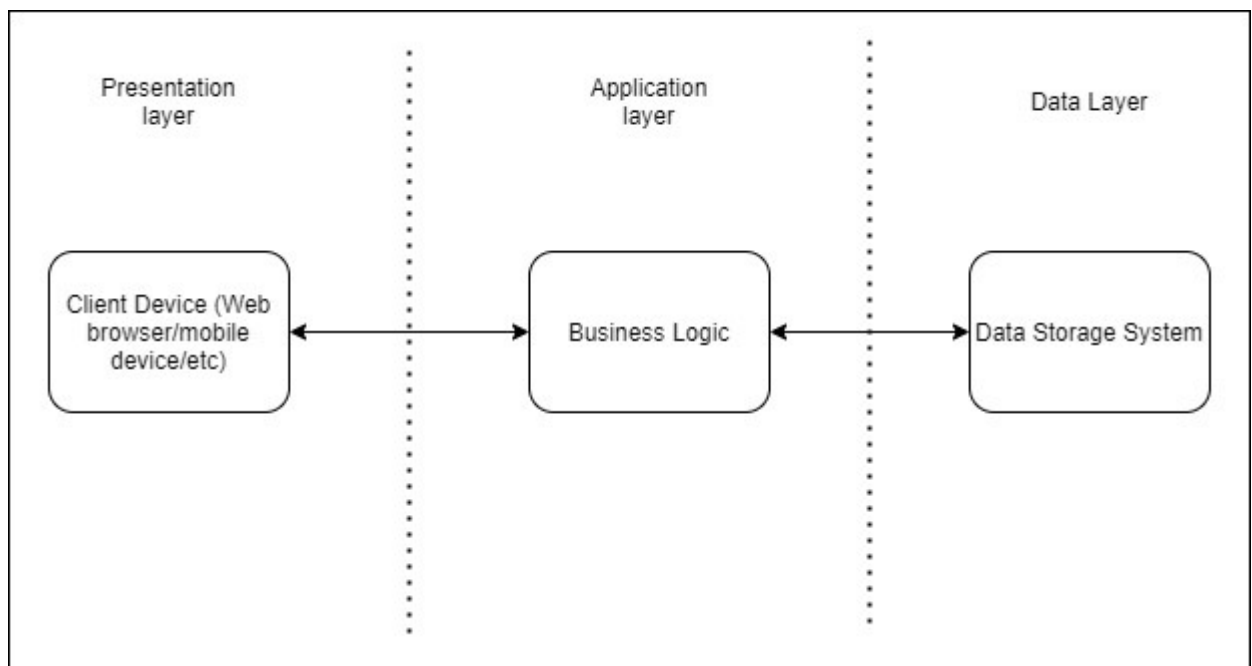 Presentation
layer
Application
layer
Data Layer
Client Device (Web
browser/mobile
device/etc)
Business Logic
Data Storage System